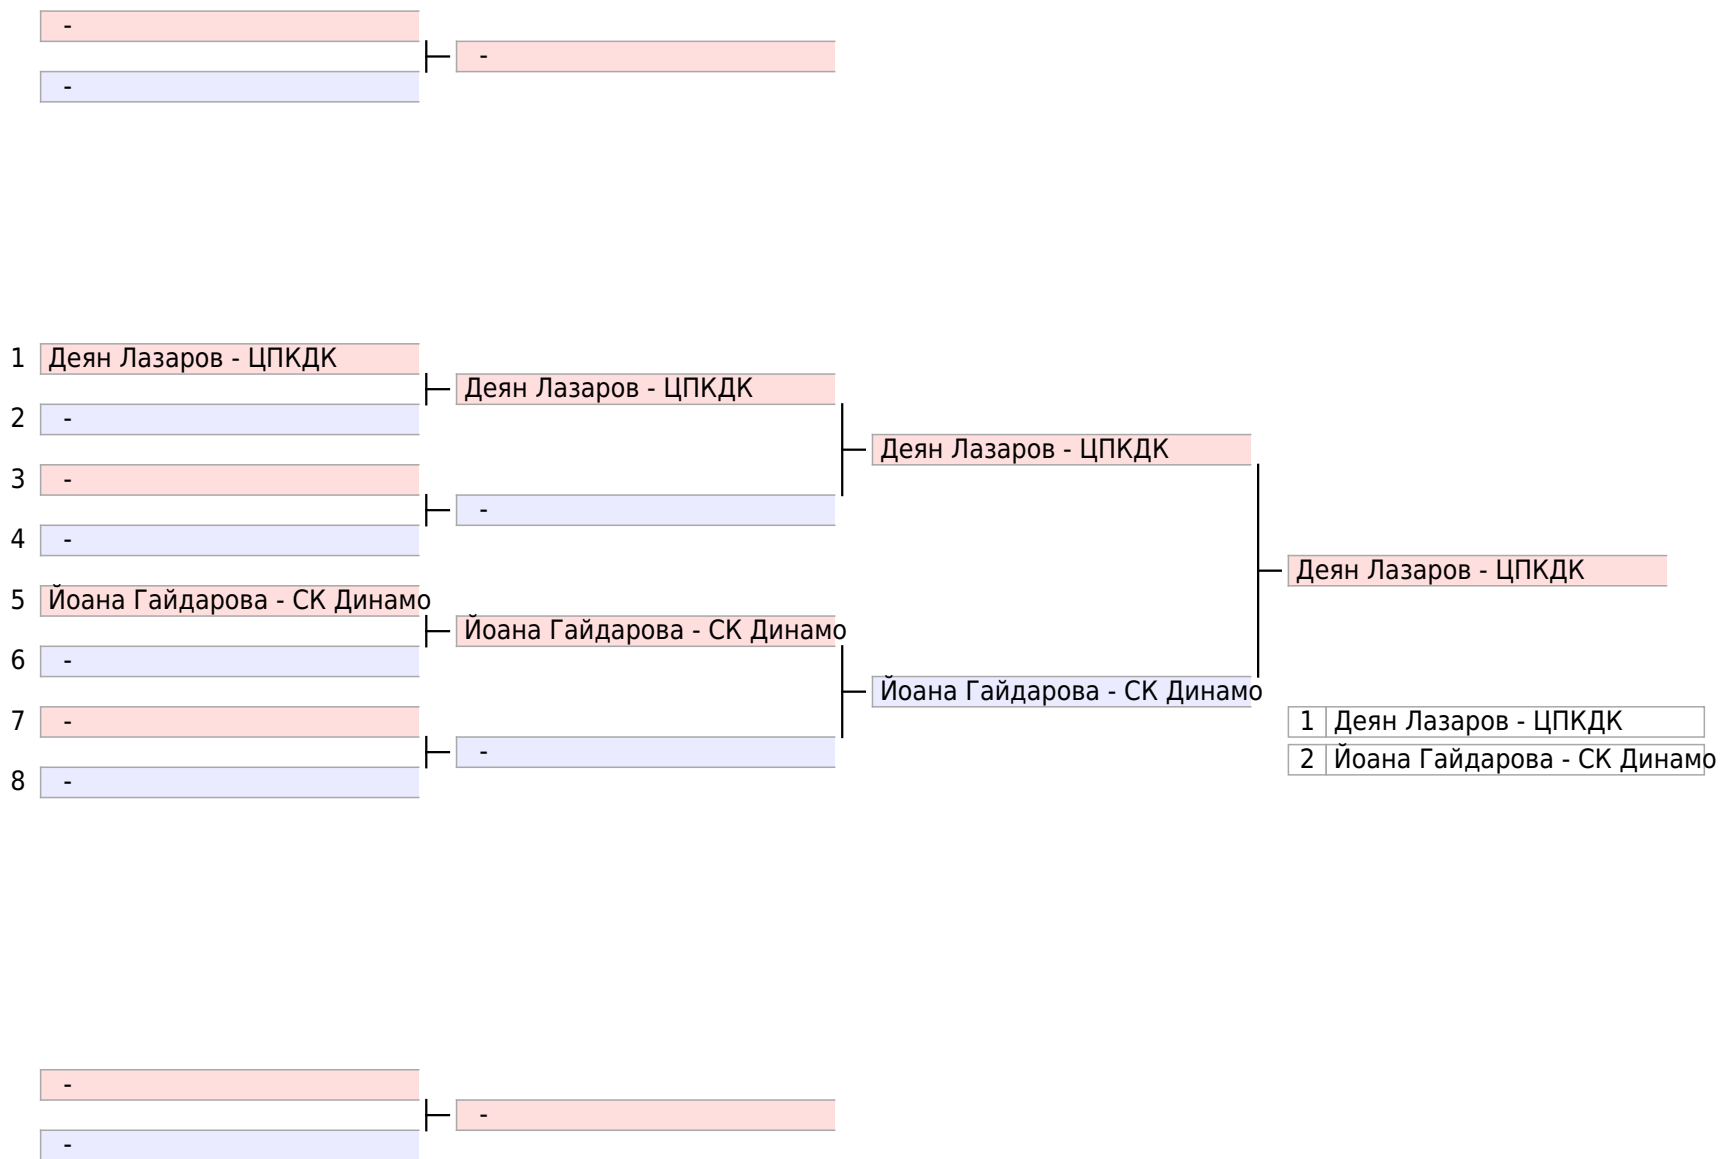 -
-
-
1 Деян Лазаров - ЦПКДК
Деян Лазаров - ЦПКДК
2 -
Деян Лазаров - ЦПКДК
3 -
-
4 -
Деян Лазаров - ЦПКДК
5 Йоана Гайдарова - СК Динамо
Йоана Гайдарова - СК Динамо
6 -
Йоана Гайдарова - СК Динамо
7 -
1 Деян Лазаров - ЦПКДК
-
2 Йоана Гайдарова - СК Динамо
8 -
-
-
-